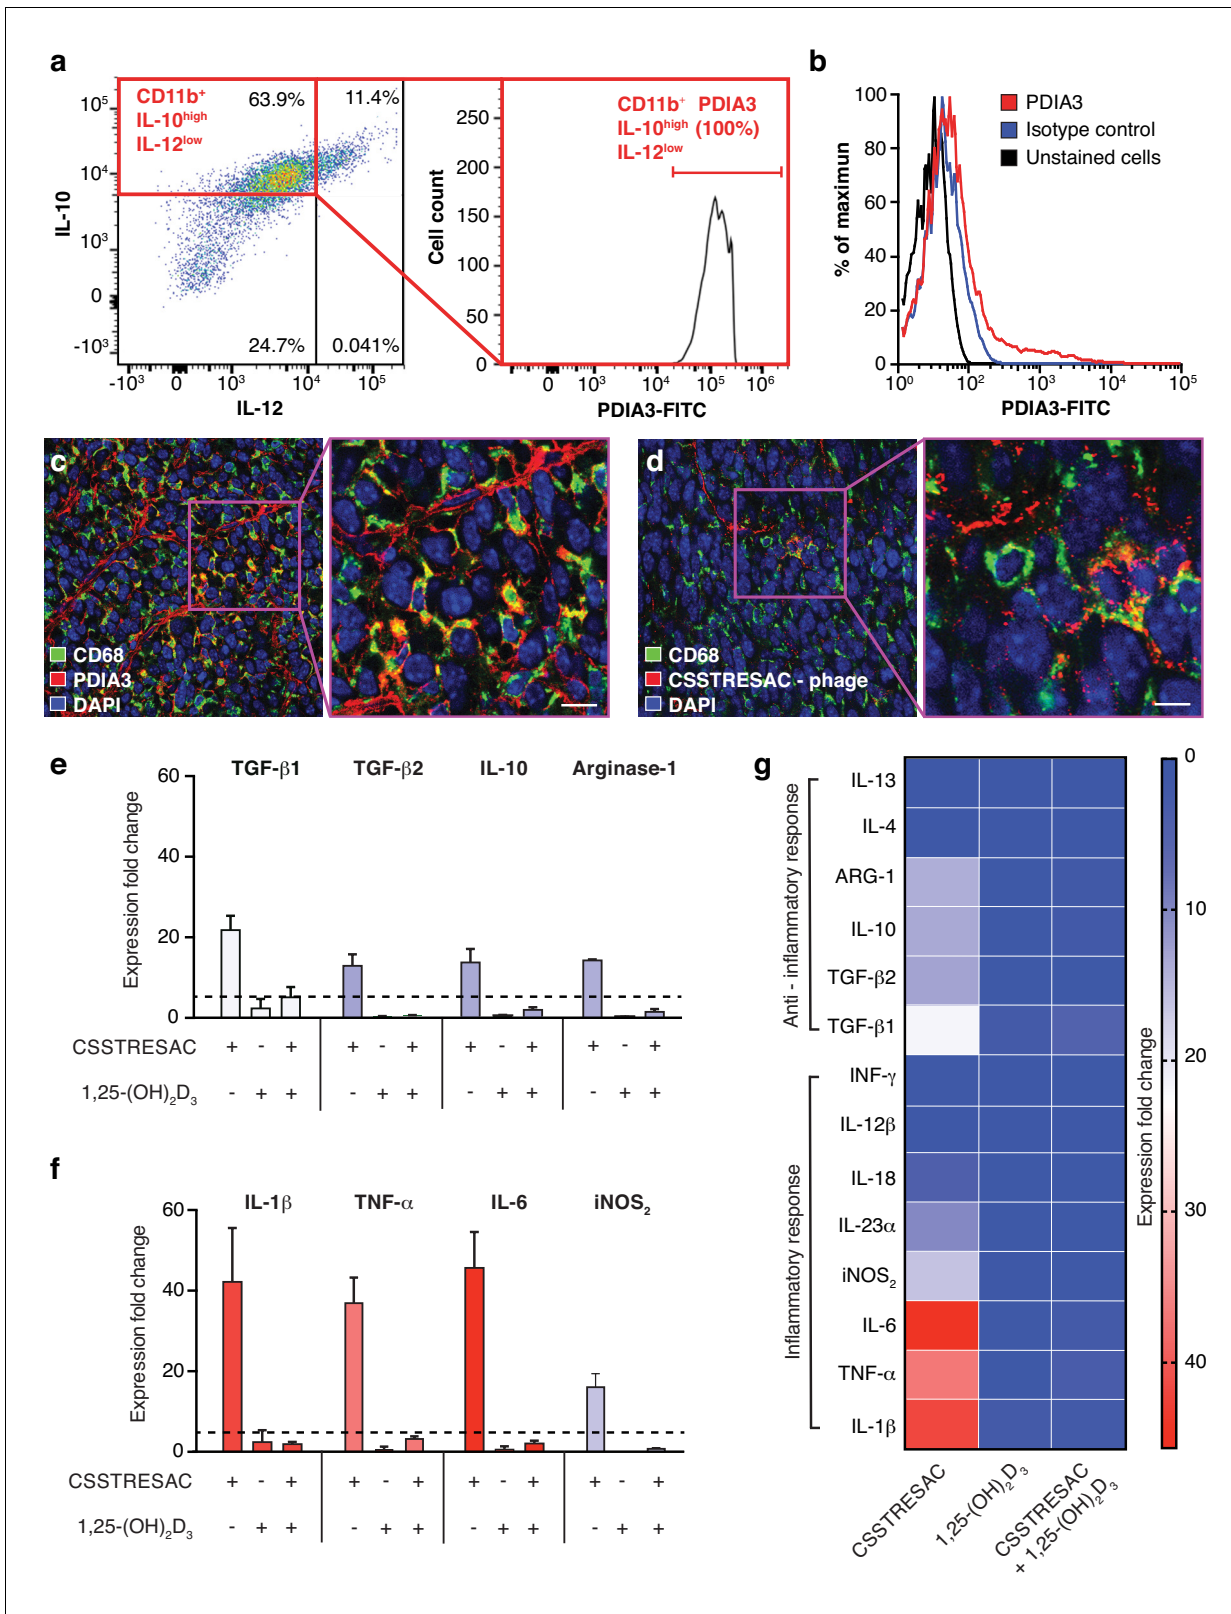 a
CD11b+
IL-10high
IL-12low
63.9%
11.4%
24.7%
0.041%
IL-10
10⁵
10⁴
10³
0
-10³
-10³ 0 10³ 10⁴ 10⁵
IL-12
CD11b+ PDIA3
IL-10high (100%)
IL-12low
Cell count
250
200
150
100
50
0
0 10³ 10⁴ 10⁵ 10⁶
PDIA3-FITC
b
PDIA3
Isotype control
Unstained cells
% of maximun
100
80
60
40
20
0
10⁰ 10² 10³ 10⁴ 10⁵
PDIA3-FITC
c
CD68
PDIA3
DAPI
d
CD68
CSSTRESAC - phage
DAPI
e
TGF-β1 TGF-β2 IL-10 Arginase-1
Expression fold change
60
40
20
0
CSSTRESAC + - + + - + + - + + - +
1,25-(OH)₂D₃ - + + - + + - + + - + +
f
IL-1β TNF-α IL-6 iNOS₂
Expression fold change
60
40
20
0
CSSTRESAC + - + + - + + - + + - +
1,25-(OH)₂D₃ - + + - + + - + + - + +
g
Anti - inflammatory response
IL-13
IL-4
ARG-1
IL-10
TGF-β2
TGF-β1
Inflammatory response
INF-γ
IL-12β
IL-18
IL-23α
iNOS₂
IL-6
TNF-α
IL-1β
CSSTRESAC
1,25-(OH)₂D₃
CSSTRESAC
+ 1,25-(OH)₂D₃
Expression fold change
0
10
20
30
40